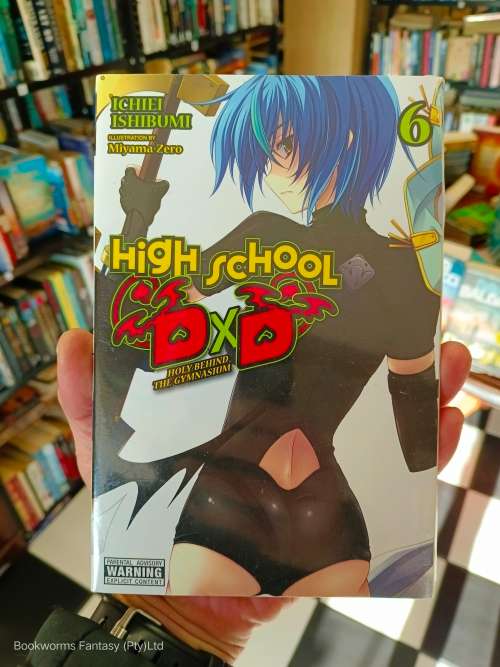 ICHIEI
ISHIBUMI
ILLUSTRATION BY
Miyama-Zero
6
HIGH SCHOOL
DXD
HOLY BEHIND
THE GYMNASIUM
PARENTAL ADVISORY
WARNING
EXPLICIT CONTENT
Bookworms Fantasy (Pty)Ltd